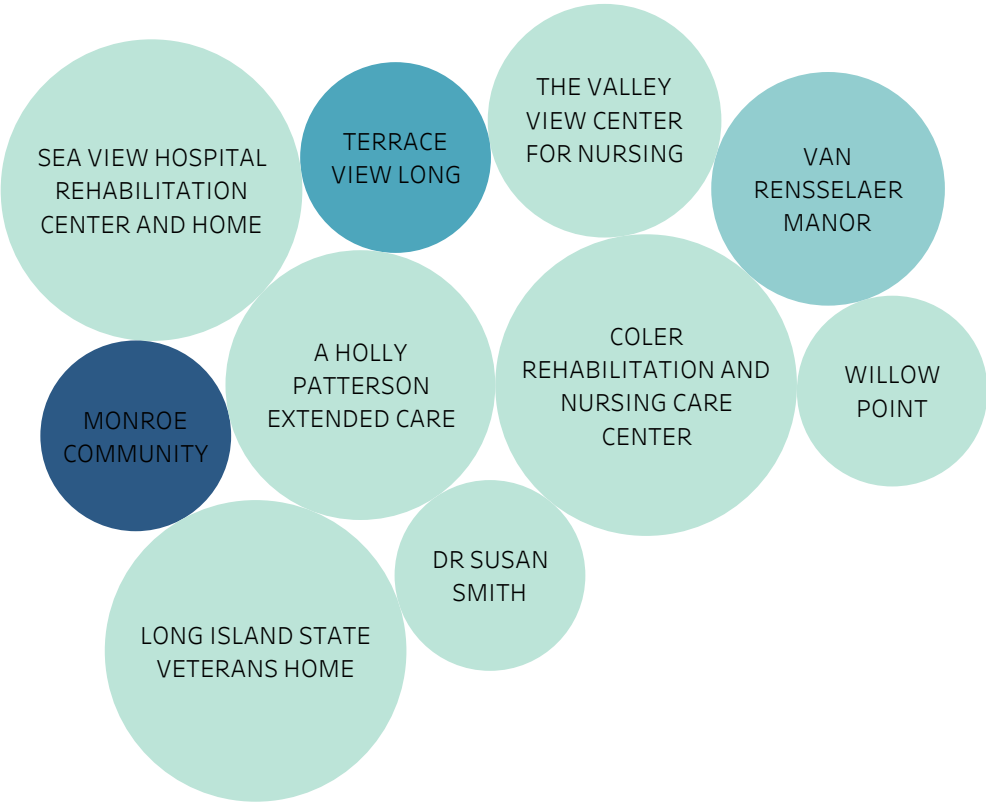 SEA VIEW HOSPITAL
REHABILITATION
CENTER AND HOME
TERRACE
VIEW LONG
THE VALLEY
VIEW CENTER
FOR NURSING
VAN
RENSSELAER
MANOR
MONROE
COMMUNITY
A HOLLY
PATTERSON
EXTENDED CARE
COLER
REHABILITATION AND
NURSING CARE
CENTER
WILLOW
POINT
LONG ISLAND STATE
VETERANS HOME
DR SUSAN
SMITH